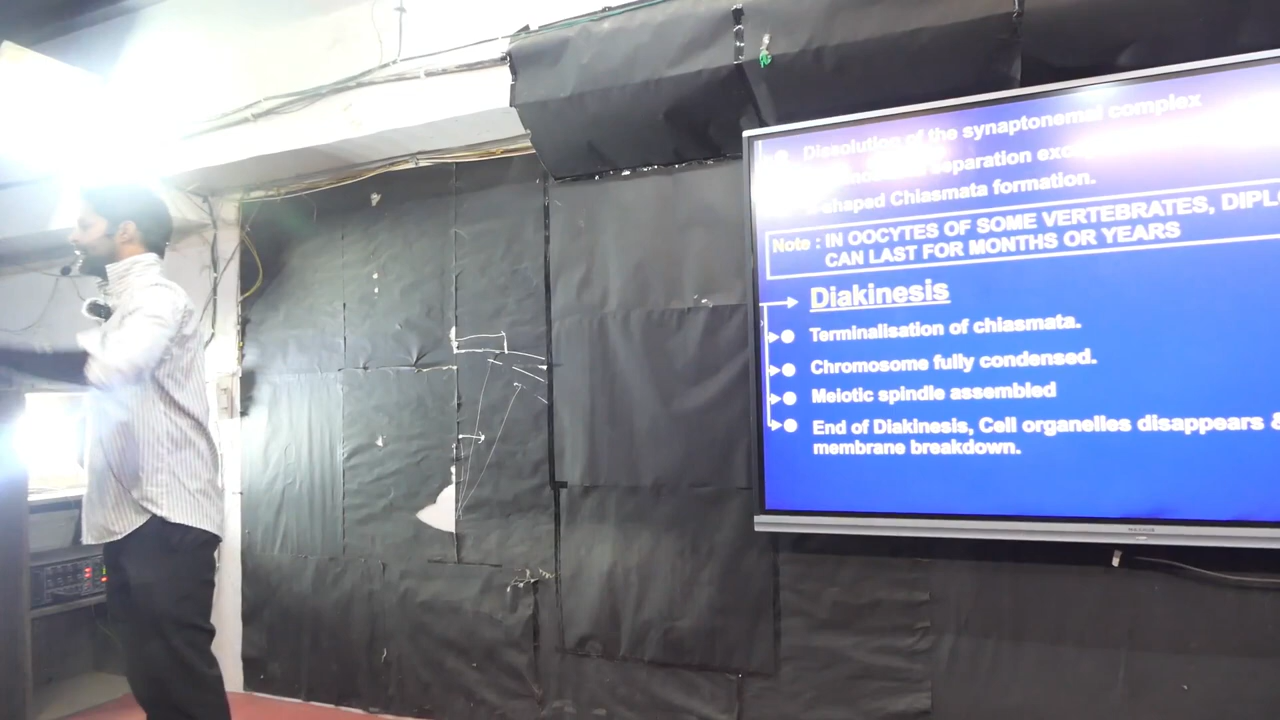 Dissolution of the synaptonemal complex
separation
shaped Chiasmata formation.
Note : IN OOCYTES OF SOME VERTEBRATES,
CAN LAST FOR MONTHS OR YEARS
Diakinesis
Terminalisation of chiasmata.
Chromosome fully condensed.
Meiotic spindle assembled
End of Diakinesis, Cell organelles disappears &
membrane breakdown.